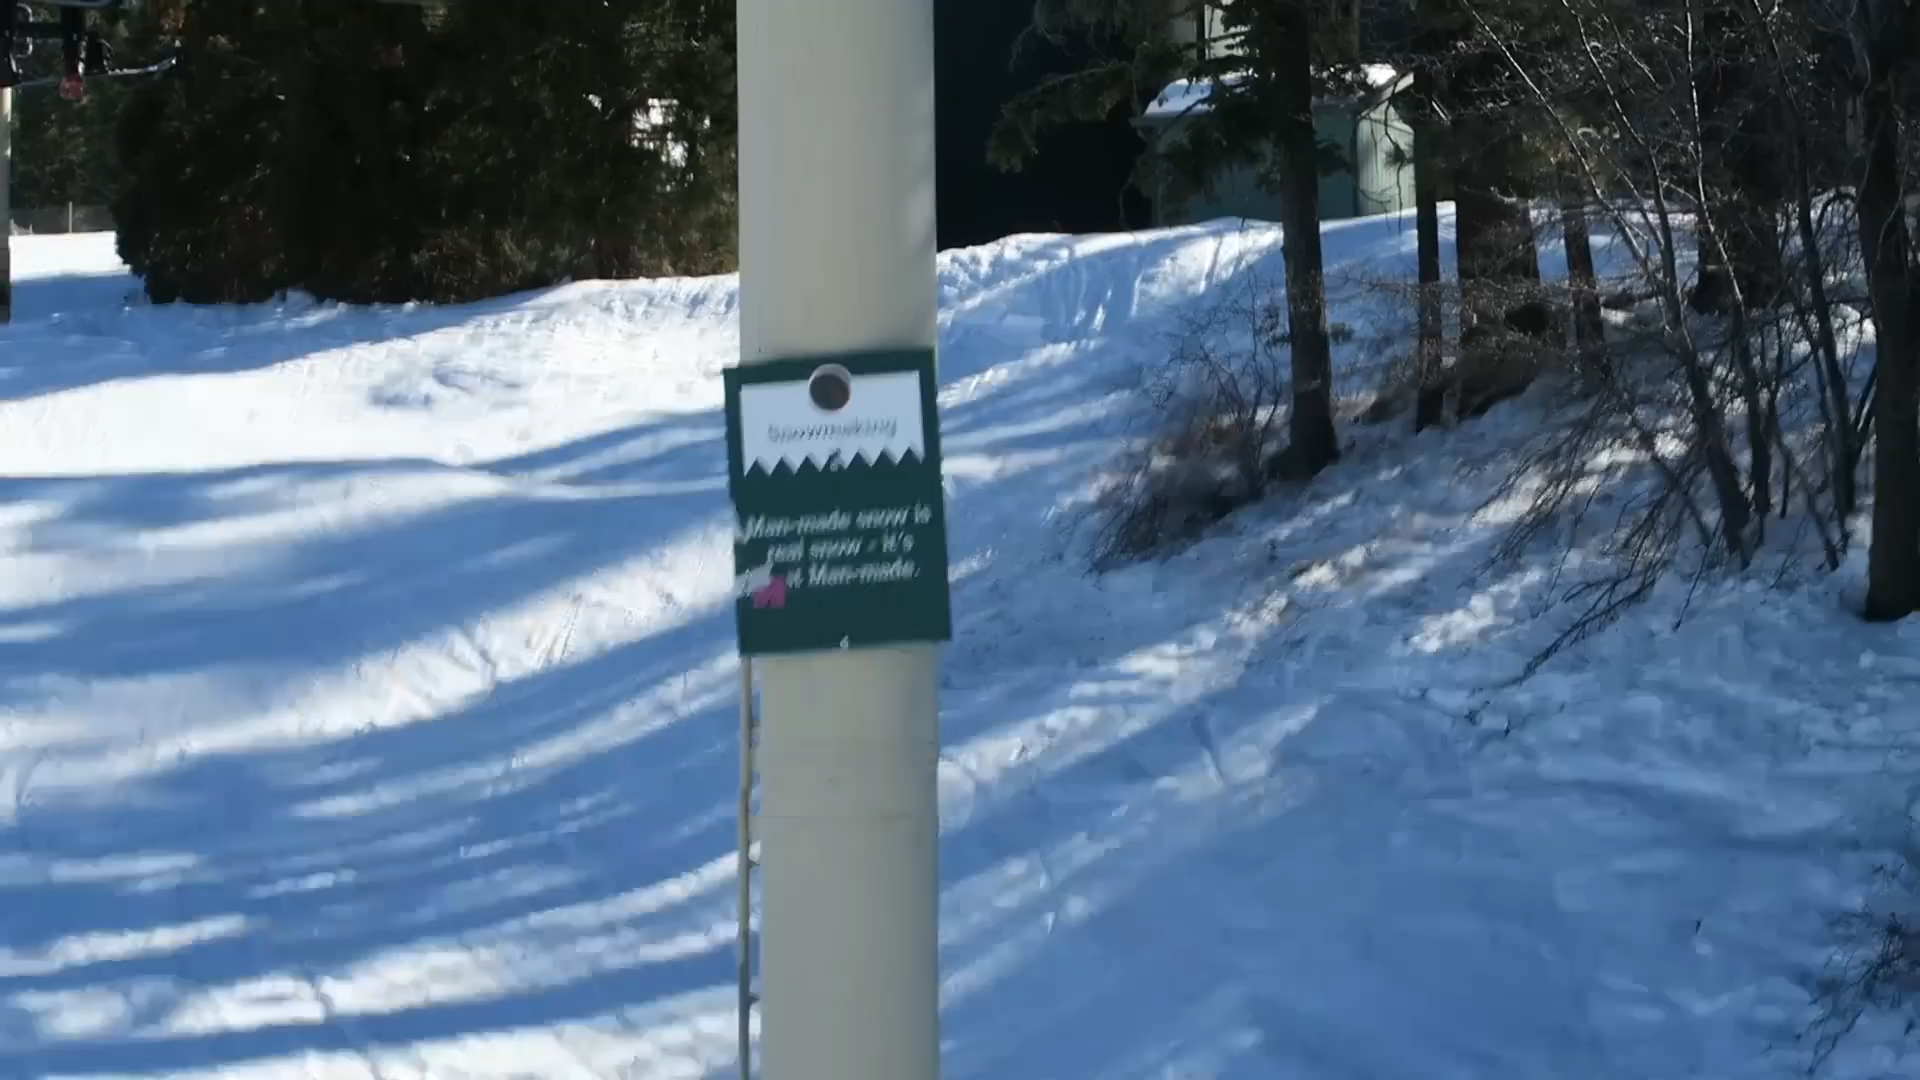 Snowmaking
Man-made snow is
real snow - it's
Man-made.